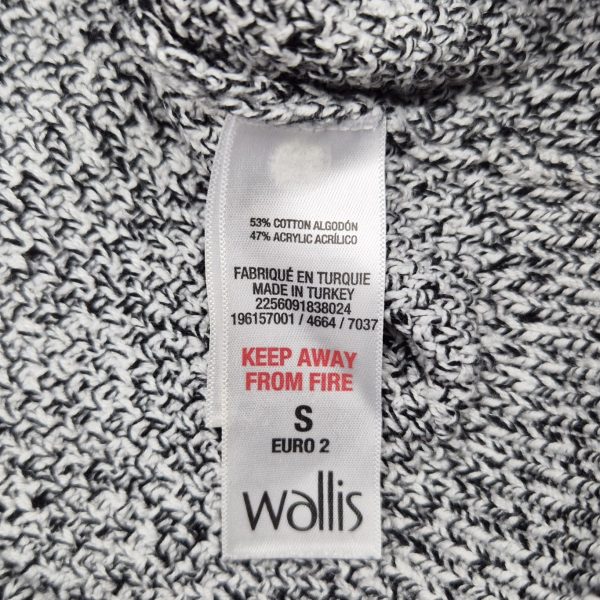 53% COTTON ALGODÓN
47% ACRYLIC ACRÍLICO
FABRIQUÉ EN TURQUIE
MADE IN TURKEY
2256091838024
196157001 / 4664 / 7037
KEEP AWAY
FROM FIRE
S
EURO 2
wallis